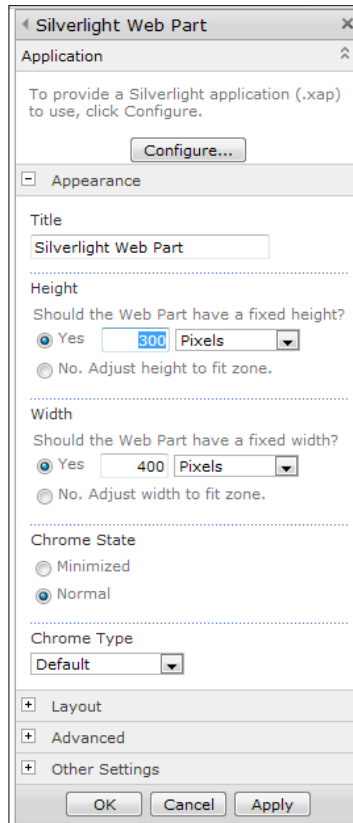 Silverlight Web Part
Application
To provide a Silverlight application (.xap)
to use, click Configure.
Configure...
Appearance
Title
Silverlight Web Part
Height
Should the Web Part have a fixed height?
Yes 300 Pixels
No. Adjust height to fit zone.
Width
Should the Web Part have a fixed width?
Yes 400 Pixels
No. Adjust width to fit zone.
Chrome State
Minimized
Normal
Chrome Type
Default
Layout
Advanced
Other Settings
OK Cancel Apply